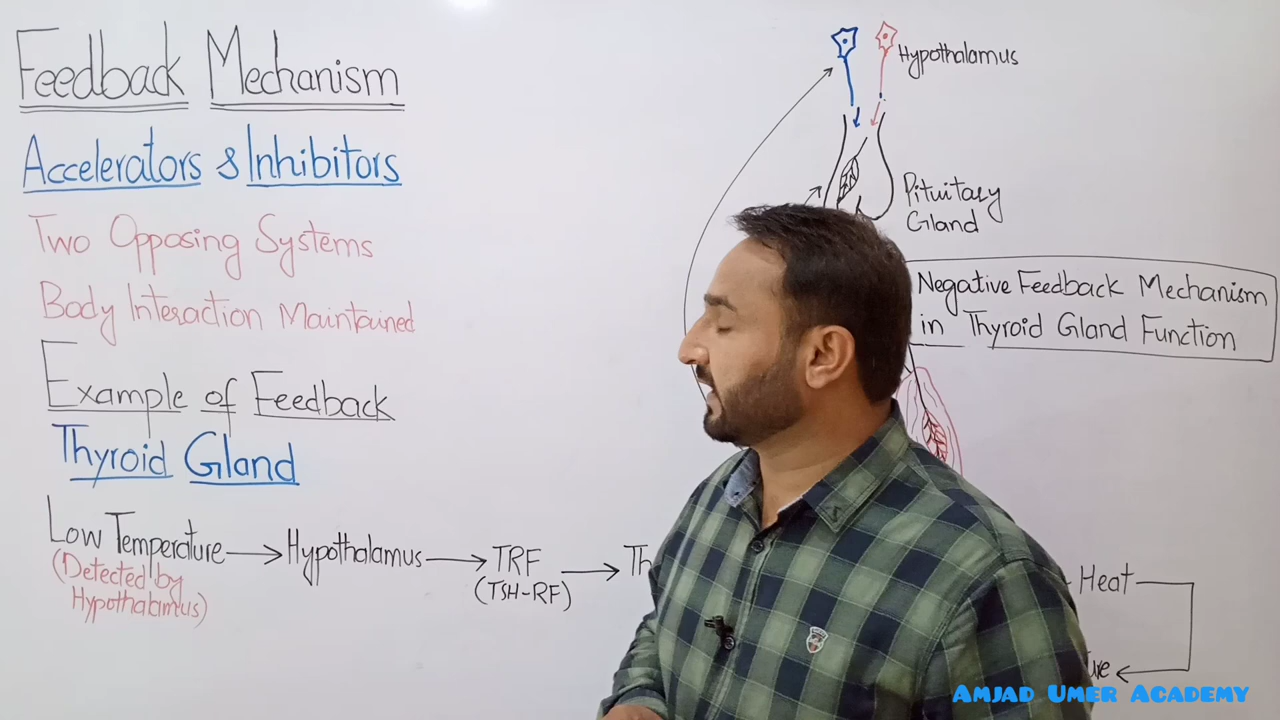 Feedback Mechanism
Accelerators & Inhibitors
Two Opposing Systems
Body Interaction Maintained
Example of Feedback
Thyroid Gland
Low Temperature → Hypothalamus → TRF → Th
(Detected by
Hypothalamus)
(TSH-RF)
Hypothalamus
Pituitary
Gland
Negative Feedback Mechanism
in Thyroid Gland Function
Heat
Amjad Umer Academy